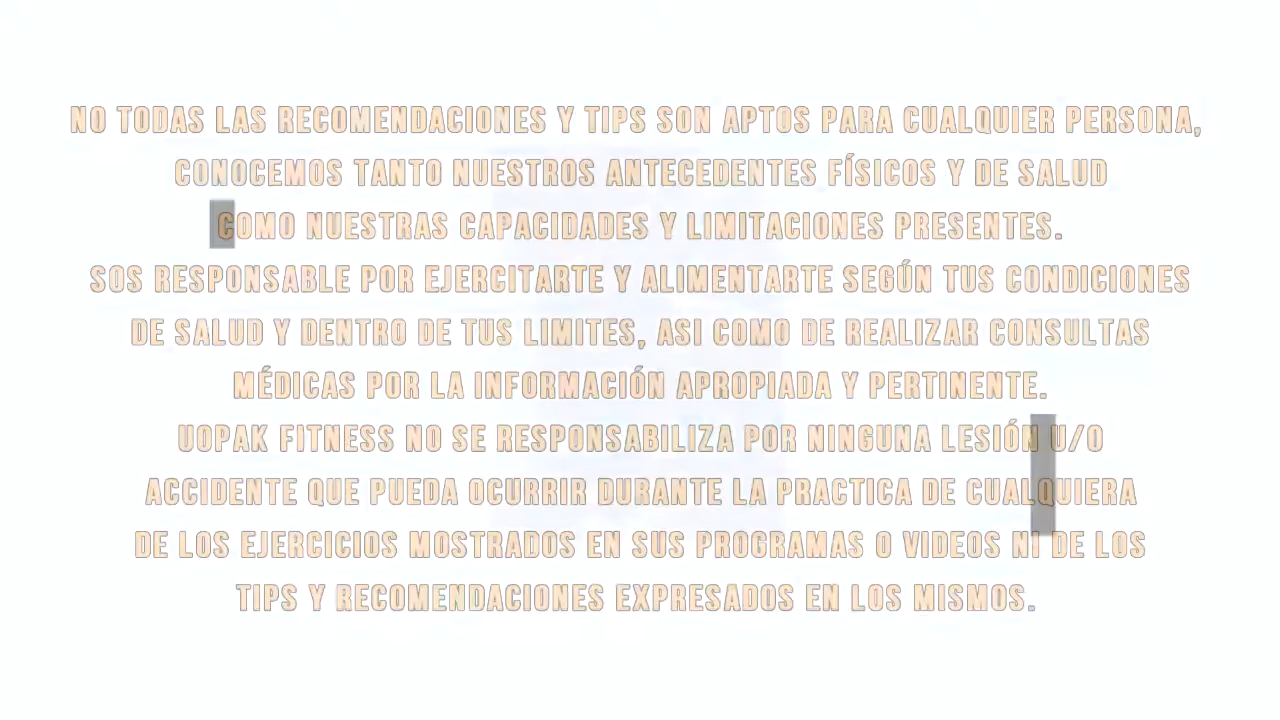 NO TODAS LAS RECOMENDACIONES Y TIPS SON APTOS PARA CUALQUIER PERSONA,
CONOCEMOS TANTO NUESTROS ANTECEDENTES FÍSICOS Y DE SALUD
COMO NUESTRAS CAPACIDADES Y LIMITACIONES PRESENTES.
SOS RESPONSABLE POR EJERCITARTE Y ALIMENTARTE SEGÚN TUS CONDICIONES
DE SALUD Y DENTRO DE TUS LIMITES, ASI COMO DE REALIZAR CONSULTAS
MÉDICAS POR LA INFORMACIÓN APROPIADA Y PERTINENTE.
UOPAK FITNESS NO SE RESPONSABILIZA POR NINGUNA LESIÓN U/O
ACCIDENTE QUE PUEDA OCURRIR DURANTE LA PRACTICA DE CUALQUIERA
DE LOS EJERCICIOS MOSTRADOS EN SUS PROGRAMAS O VIDEOS NI DE LOS
TIPS Y RECOMENDACIONES EXPRESADOS EN LOS MISMOS.